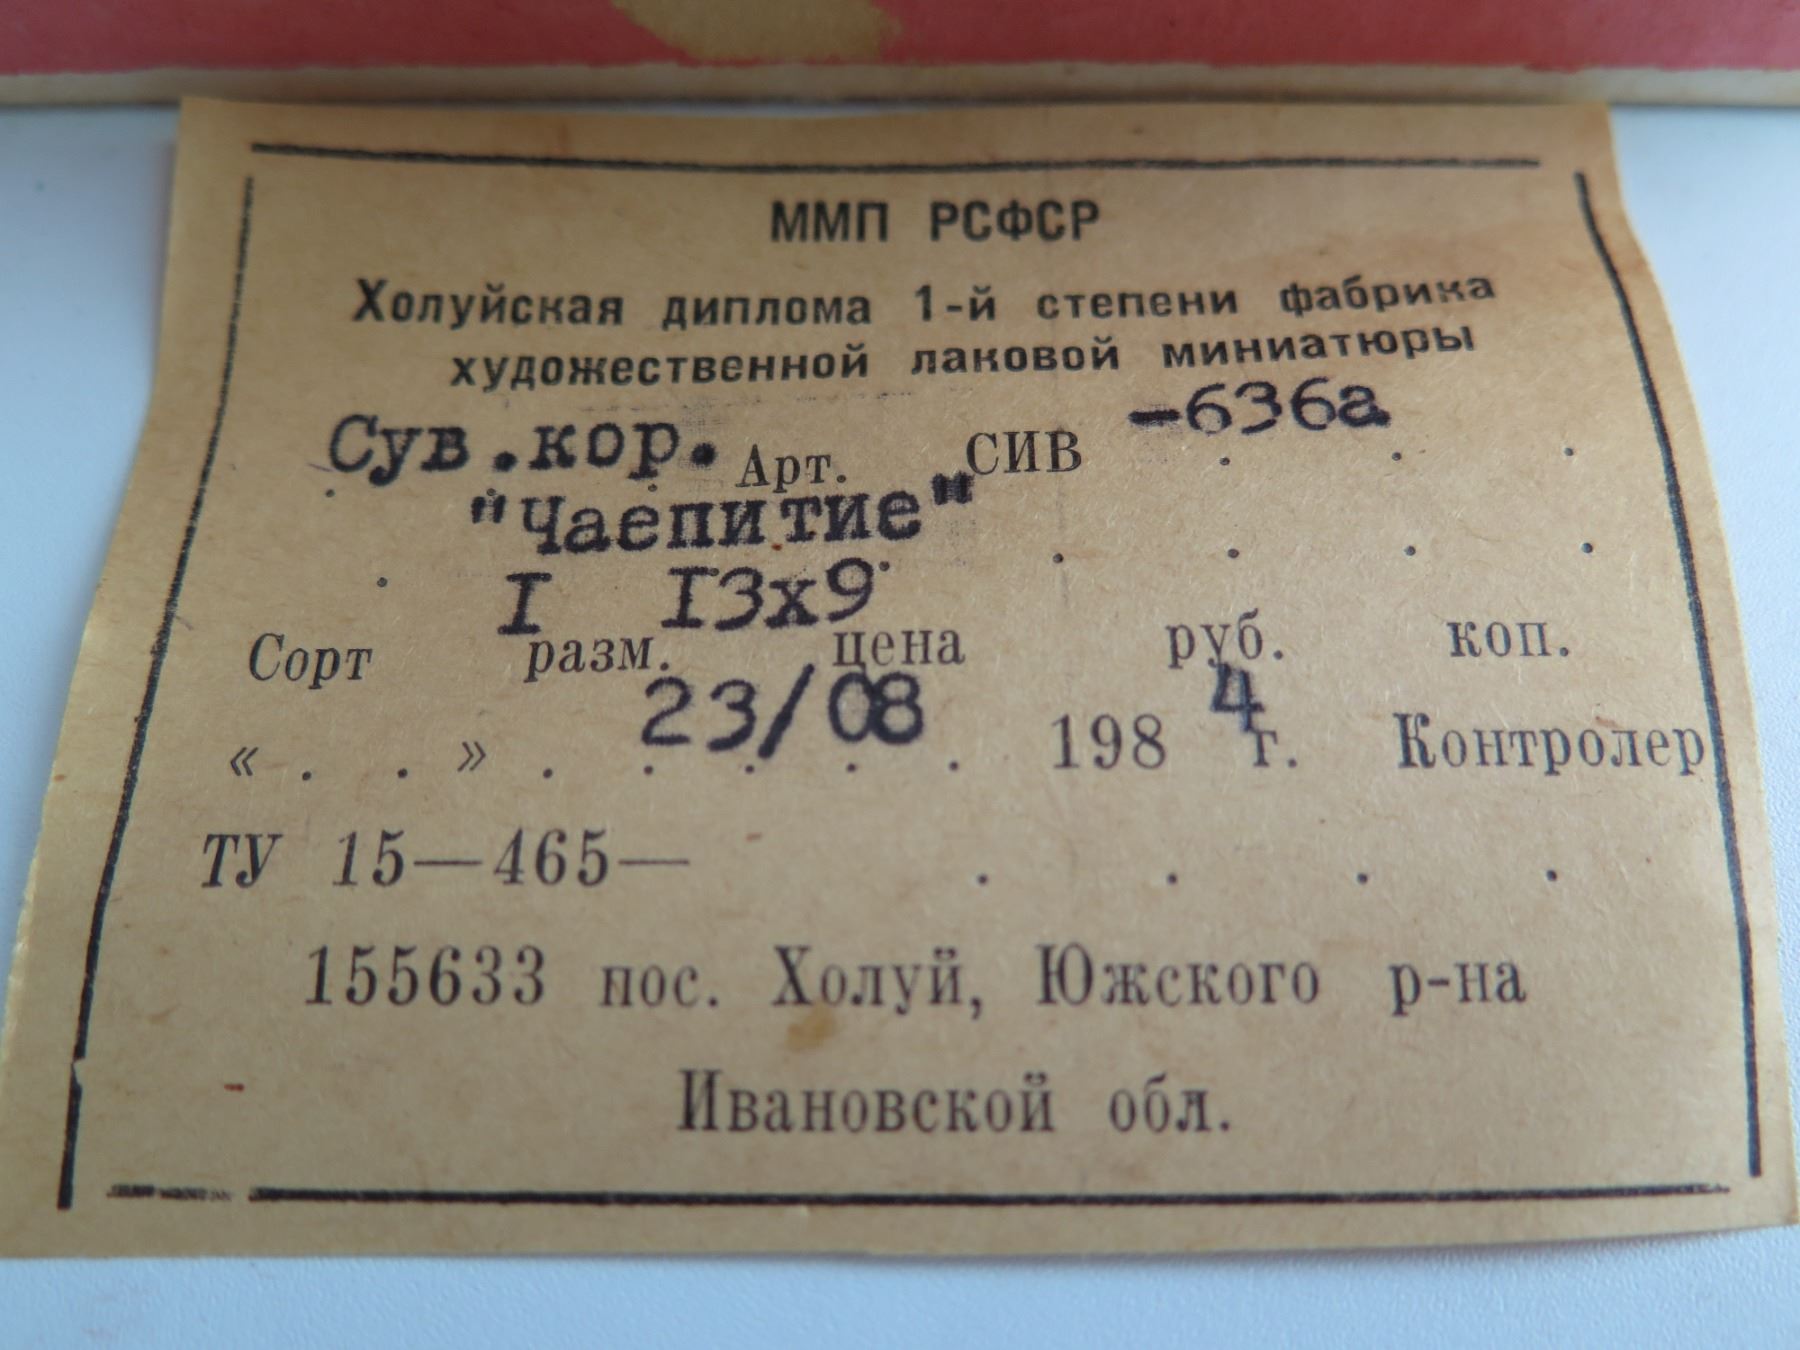 ММП РСФСР
Холуйская диплома 1-й степени фабрика
художественной лаковой миниатюры
Сув.кор. Арт. СИВ -636а
"Чаепитие"
I I3х9
Сорт разм. цена руб. коп.
« . . » . 23/08 . 198 4 г. Контролер
ТУ 15—465— . . . .
155633 пос. Холуй, Южского р-на
Ивановской обл.